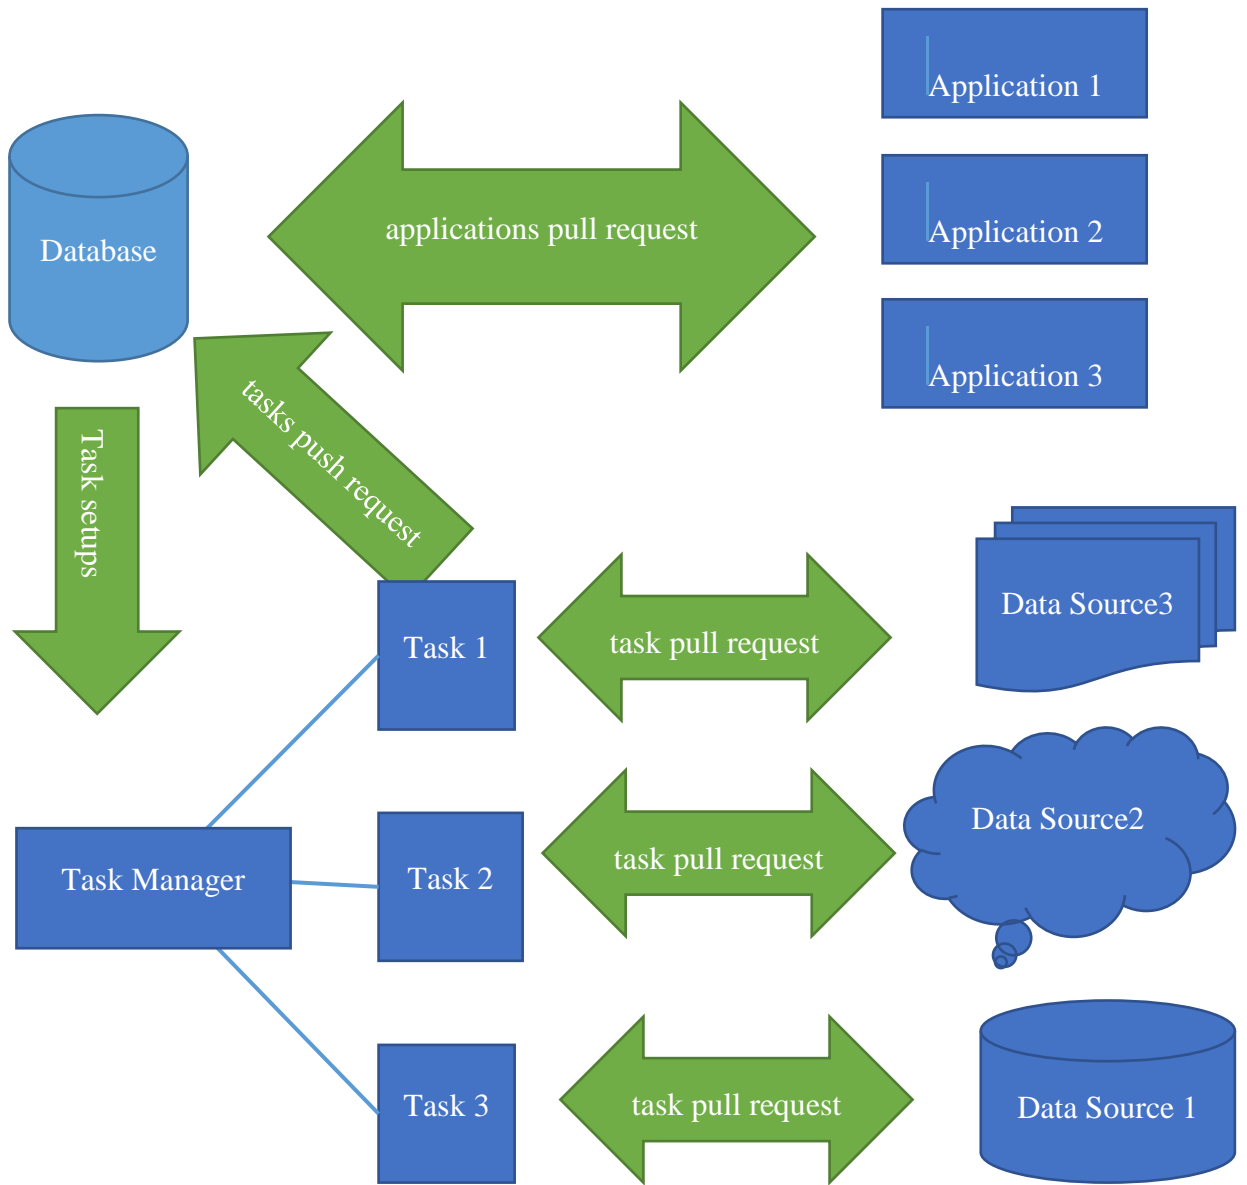 Application 1
Database
applications pull request
Application 2
Application 3
Task setups
tasks push request
Task 1
task pull request
Data Source3
Task Manager
Task 2
task pull request
Data Source2
Task 3
task pull request
Data Source 1